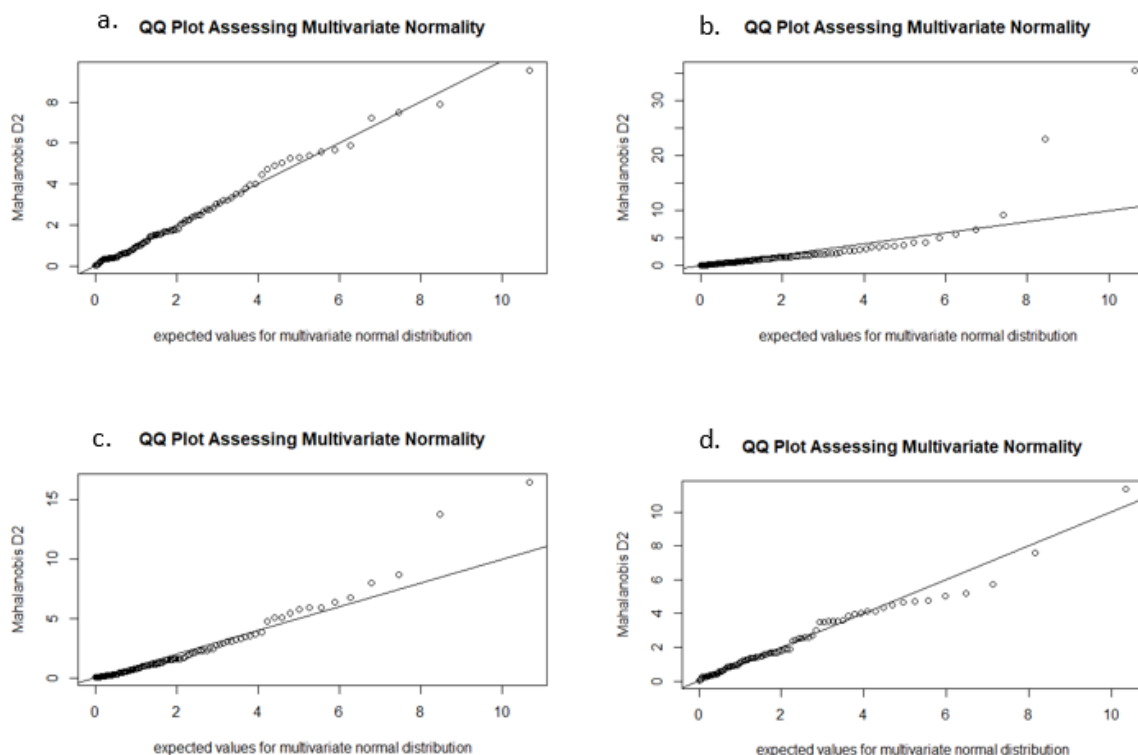 a.
QQ Plot Assessing Multivariate Normality
Mahalanobis D2
0 2 4 6 8
0 2 4 6 8 10
expected values for multivariate normal distribution
b.
QQ Plot Assessing Multivariate Normality
Mahalanobis D2
0 5 10 20 30
0 2 4 6 8 10
expected values for multivariate normal distribution
c.
QQ Plot Assessing Multivariate Normality
Mahalanobis D2
0 5 10 15
0 2 4 6 8 10
expected values for multivariate normal distribution
d.
QQ Plot Assessing Multivariate Normality
Mahalanobis D2
0 2 4 6 8 10
0 2 4 6 8 10
expected values for multivariate normal distribution